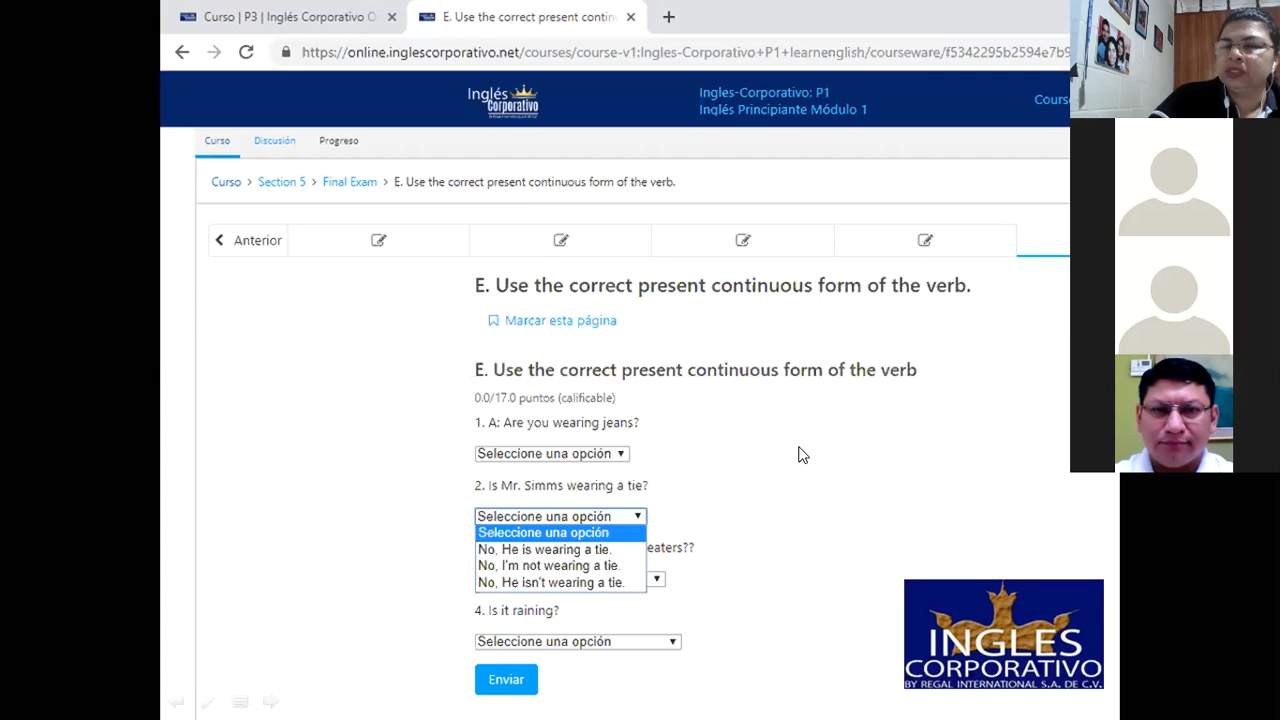 Curso | P3 | Inglés Corporativo O
E. Use the correct present contin
https://online.inglescorporativo.net/courses/course-v1:Ingles-Corporativo+P1+learnenglish/courseware/f5342295b2594e7b9
Inglés
Corporativo
Ingles-Corporativo: P1
Inglés Principiante Módulo 1
Cours
Curso
Discusión
Progreso
Curso > Section 5 > Final Exam > E. Use the correct present continuous form of the verb.
Anterior
E. Use the correct present continuous form of the verb.
Marcar esta página
E. Use the correct present continuous form of the verb
0.0/17.0 puntos (calificable)
1. A: Are you wearing jeans?
Seleccione una opción
2. Is Mr. Simms wearing a tie?
Seleccione una opción
Seleccione una opción
No, He is wearing a tie.
No, I'm not wearing a tie.
No, He isn't wearing a tie.
eaters??
4. Is it raining?
Seleccione una opción
Enviar
INGLES
CORPORATIVO
BY REGAL INTERNATIONAL S.A. DE C.V.